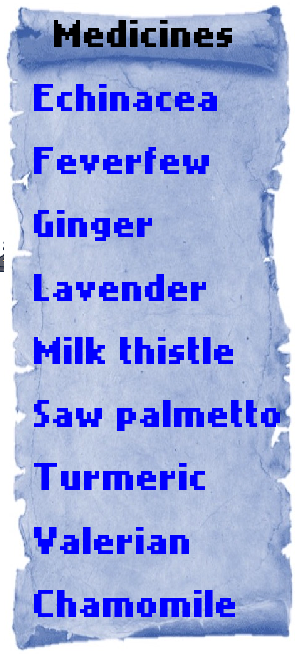 Medicines
Echinacea
Feverfew
Ginger
Lavender
Milk thistle
Saw palmetto
Turmeric
Valerian
Chamomile